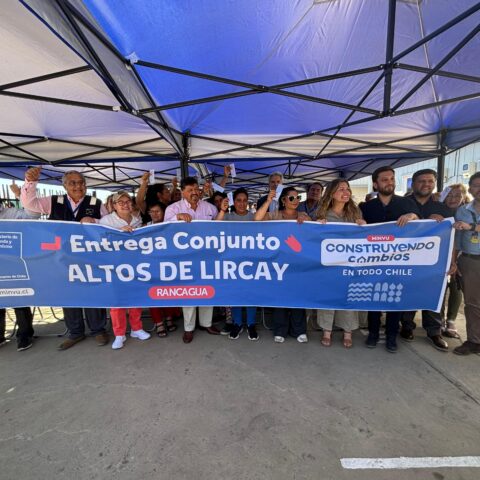 Entrega Conjunto
ALTOS DE LIRCAY
RANCAGUA
MINVU
CONSTRUYENDO
CAMBIOS
EN TODO CHILE